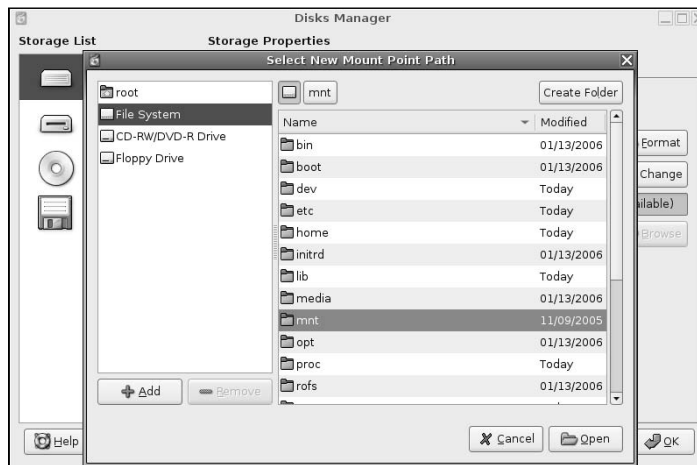 Disks Manager
Storage List Storage Properties
Select New Mount Point Path
root
File System
CD-RW/DVD-R Drive
Floppy Drive
mnt
Create Folder
Name Modified
bin 01/13/2006
boot 01/13/2006
dev Today
etc Today
home Today
initrd 01/13/2006
lib Today
media 01/13/2006
mnt 11/09/2005
opt 01/13/2006
proc Today
rofs 01/13/2006
Format
Change
ilable)
Browse
Add Remove
Cancel Open
Help OK